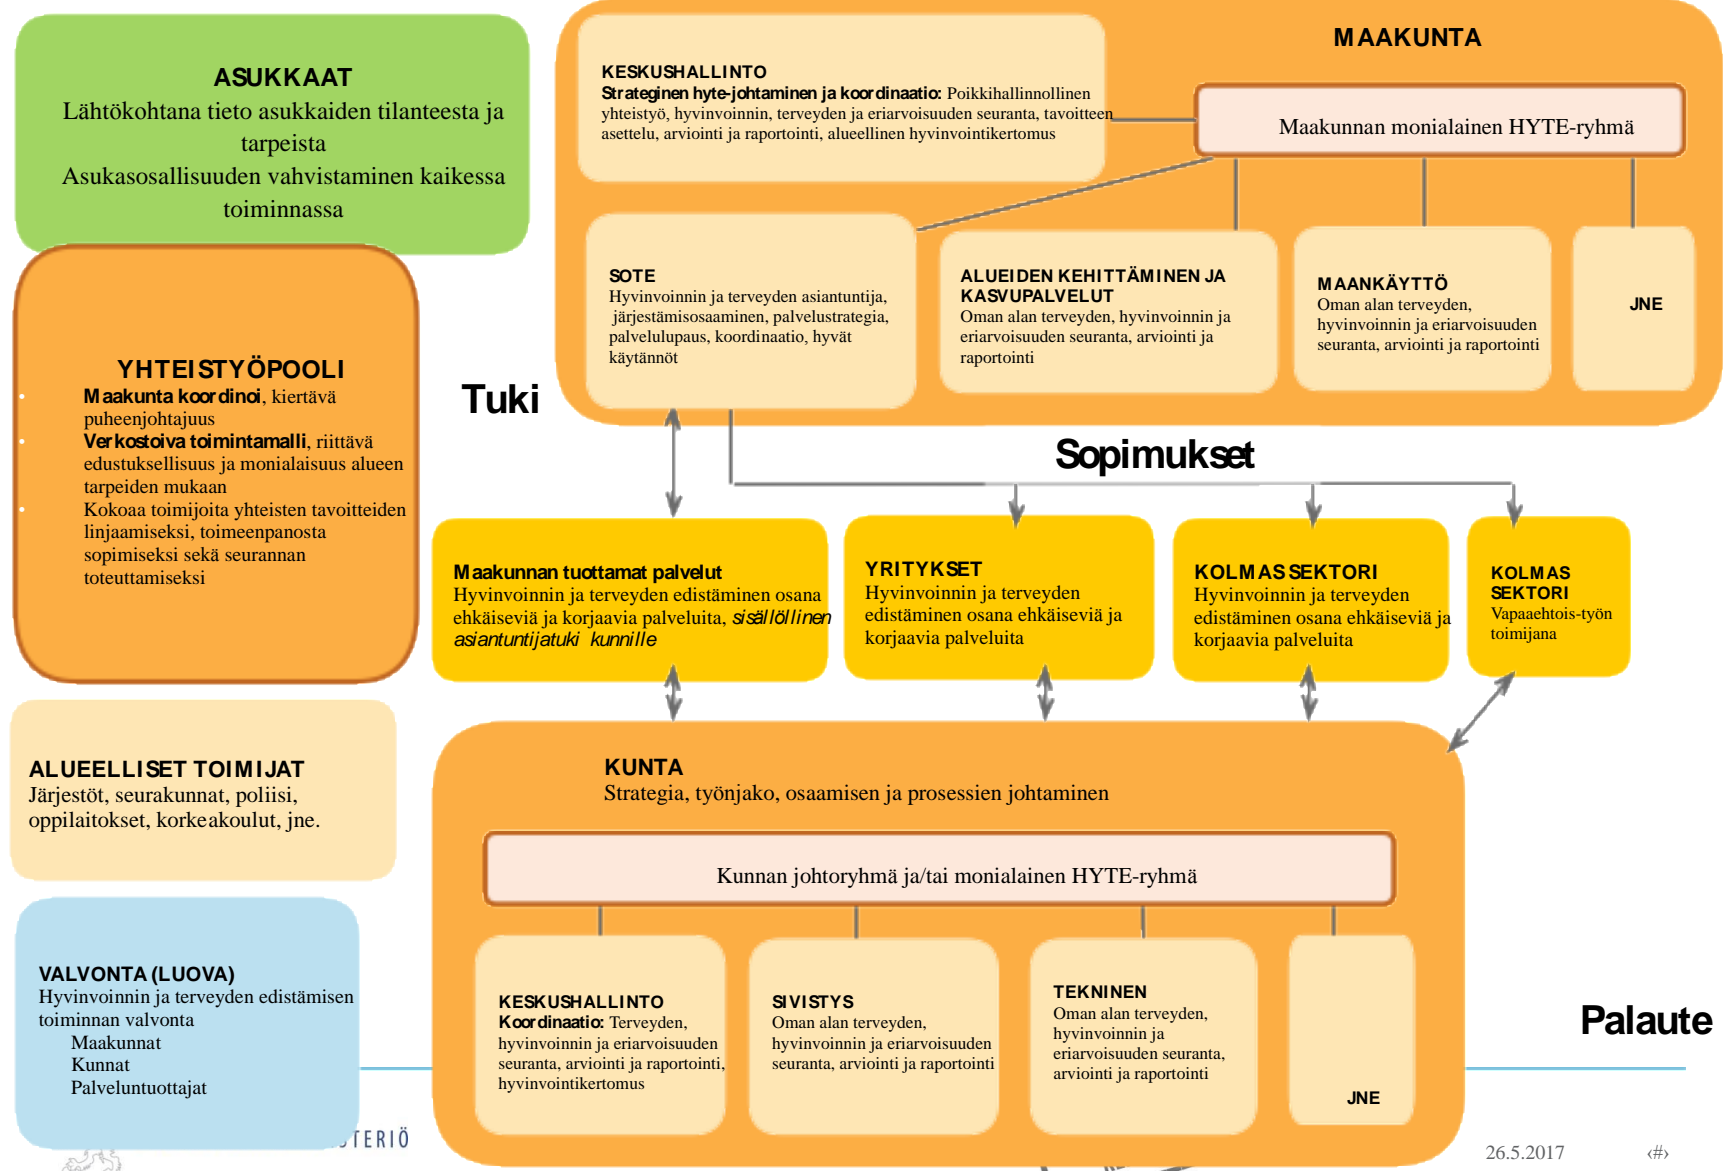 ASUKKAAT
Lähtökohtana tieto asukkaiden tilanteesta ja
tarpeista
Asukasosallisuuden vahvistaminen kaikessa
toiminnassa
MAAKUNTA
KESKUSHALLINTO
Strateginen hyte-johtaminen ja koordinaatio: Poikkihallinnollinen
yhteistyö, hyvinvoinnin, terveyden ja eriarvoisuuden seuranta, tavoitteen
asettelu, arviointi ja raportointi, alueellinen hyvinvointikertomus
Maakunnan monialainen HYTE-ryhmä
SOTE
Hyvinvoinnin ja terveyden asiantuntija,
järjestämisosaaminen, palvelustrategia,
palvelulupaus, koordinaatio, hyvät
käytännöt
ALUEIDEN KEHITTÄMINEN JA
KASVUPALVELUT
Oman alan terveyden, hyvinvoinnin ja
eriarvoisuuden seuranta, arviointi ja
raportointi
MAANKÄYTTÖ
Oman alan terveyden,
hyvinvoinnin ja eriarvoisuuden
seuranta, arviointi ja raportointi
JNE
YHTEISTYÖPOOLI
• Maakunta koordinoi, kiertävä
puheenjohtajuus
• Verkostoiva toimintamalli, riittävä
edustuksellisuus ja monialaisuus alueen
tarpeiden mukaan
• Kokoaa toimijoita yhteisten tavoitteiden
linjaamiseksi, toimeenpanosta
sopimiseksi sekä seurannan
toteuttamiseksi
Tuki
Sopimukset
Maakunnan tuottamat palvelut
Hyvinvoinnin ja terveyden edistäminen osana
ehkäiseviä ja korjaavia palveluita, sisällöllinen
asiantuntijatuki kunnille
YRITYKSET
Hyvinvoinnin ja terveyden
edistäminen osana ehkäiseviä ja
korjaavia palveluita
KOLMAS SEKTORI
Hyvinvoinnin ja terveyden
edistäminen osana ehkäiseviä ja
korjaavia palveluita
KOLMAS
SEKTORI
Vapaaehtois-työn
toimijana
ALUEELLISET TOIMIJAT
Järjestöt, seurakunnat, poliisi,
oppilaitokset, korkeakoulut, jne.
KUNTA
Strategia, työnjako, osaamisen ja prosessien johtaminen
Kunnan johtoryhmä ja/tai monialainen HYTE-ryhmä
VALVONTA (LUOVA)
Hyvinvoinnin ja terveyden edistämisen
toiminnan valvonta
Maakunnat
Kunnat
Palveluntuottajat
KESKUSHALLINTO
Koordinaatio: Terveyden,
hyvinvoinnin ja eriarvoisuuden
seuranta, arviointi ja raportointi,
hyvinvointikertomus
SIVISTYS
Oman alan terveyden,
hyvinvoinnin ja eriarvoisuuden
seuranta, arviointi ja raportointi
TEKNINEN
Oman alan terveyden,
hyvinvoinnin ja
eriarvoisuuden seuranta,
arviointi ja raportointi
JNE
Palaute
TERIÖ
26.5.2017
‹#›